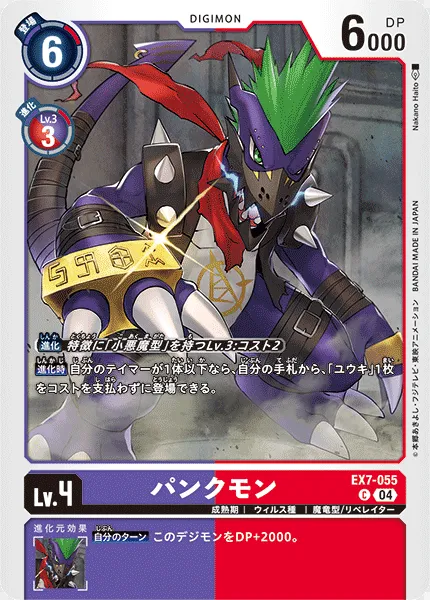 DIGIMON
登場
6
DP
6000
進化
Lv.3
3
Nakano Haito
©本郷あきよし・フジテレビ・東映アニメーション BANDAI MADE IN JAPAN
進化 特徴に「小悪魔型」を持つLv.3:コスト2
進化時 自分のテイマーが1体以下なら、自分の手札から、「ユウキ」1枚
をコストを支払わずに登場できる。
Lv.4
パンクモン
EX7-055
C 04
成熟期 | ウィルス種 | 魔竜型/リベレイター
進化元効果
自分のターン このデジモンをDP+2000。